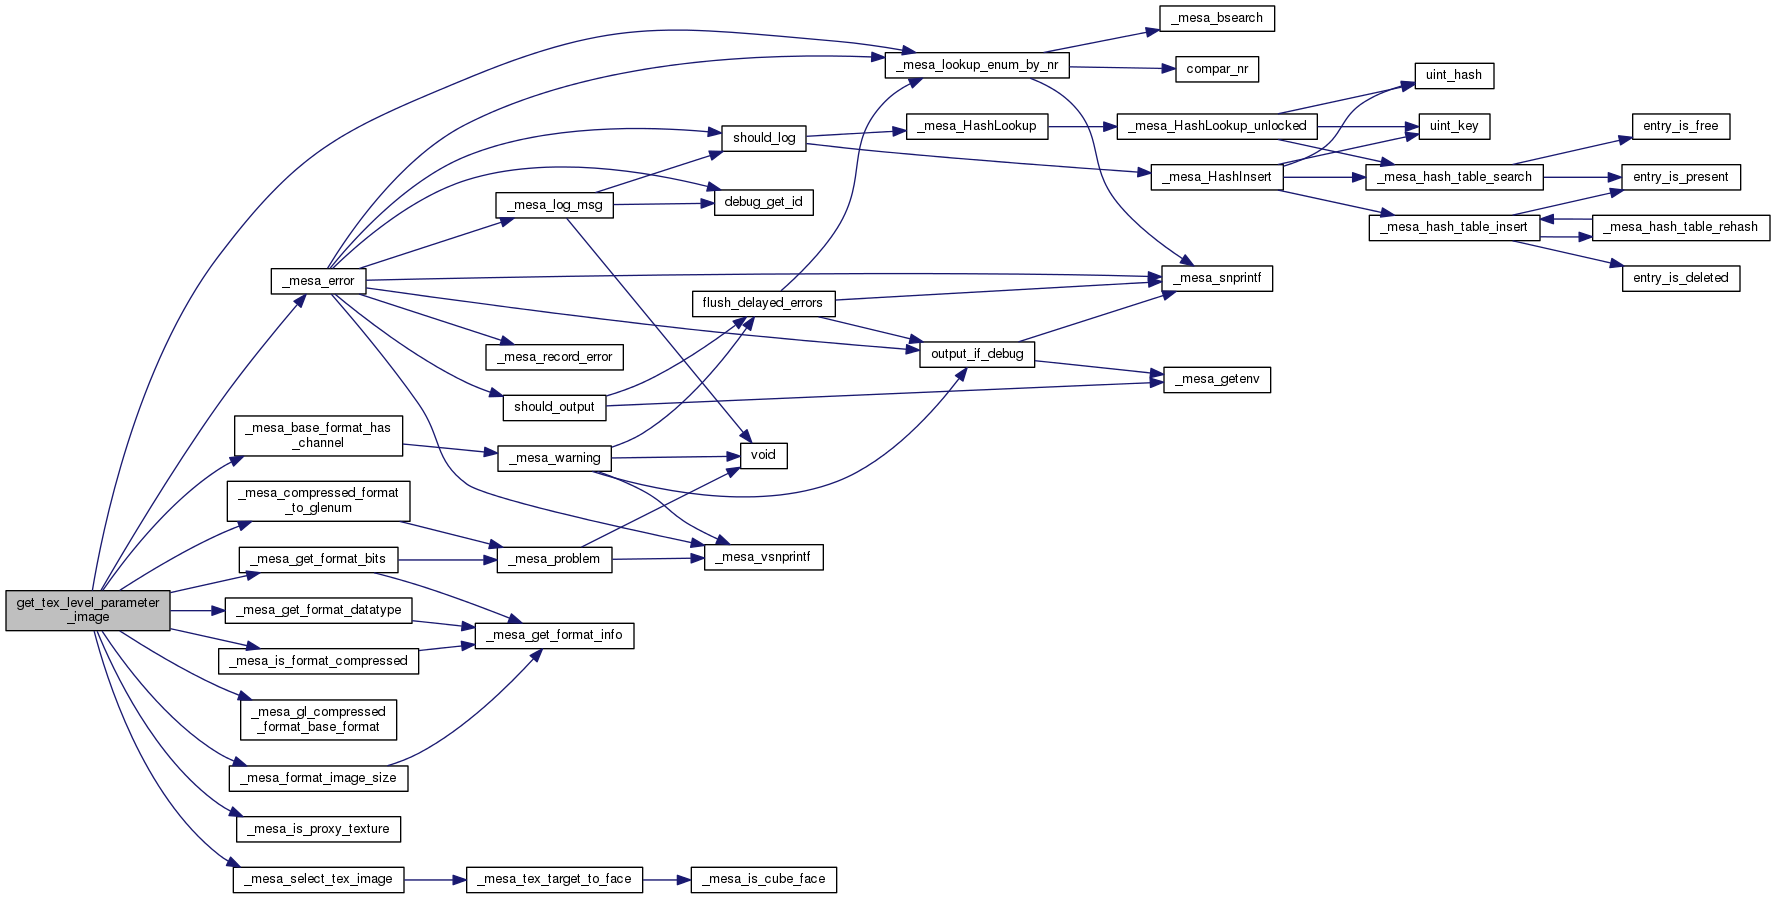 _mesa_bsearch
_mesa_lookup_enum_by_nr
compar_nr
uint_hash
should_log
_mesa_HashLookup
_mesa_HashLookup_unlocked
uint_key
entry_is_free
_mesa_HashInsert
_mesa_hash_table_search
entry_is_present
_mesa_log_msg
debug_get_id
_mesa_hash_table_insert
_mesa_hash_table_rehash
_mesa_error
_mesa_snprintf
entry_is_deleted
flush_delayed_errors
_mesa_record_error
output_if_debug
_mesa_getenv
should_output
_mesa_base_format_has
_channel
_mesa_warning
void
_mesa_compressed_format
_to_glenum
_mesa_get_format_bits
_mesa_problem
_mesa_vsnprintf
get_tex_level_parameter
_image
_mesa_get_format_datatype
_mesa_get_format_info
_mesa_is_format_compressed
_mesa_gl_compressed
_format_base_format
_mesa_format_image_size
_mesa_is_proxy_texture
_mesa_select_tex_image
_mesa_tex_target_to_face
_mesa_is_cube_face